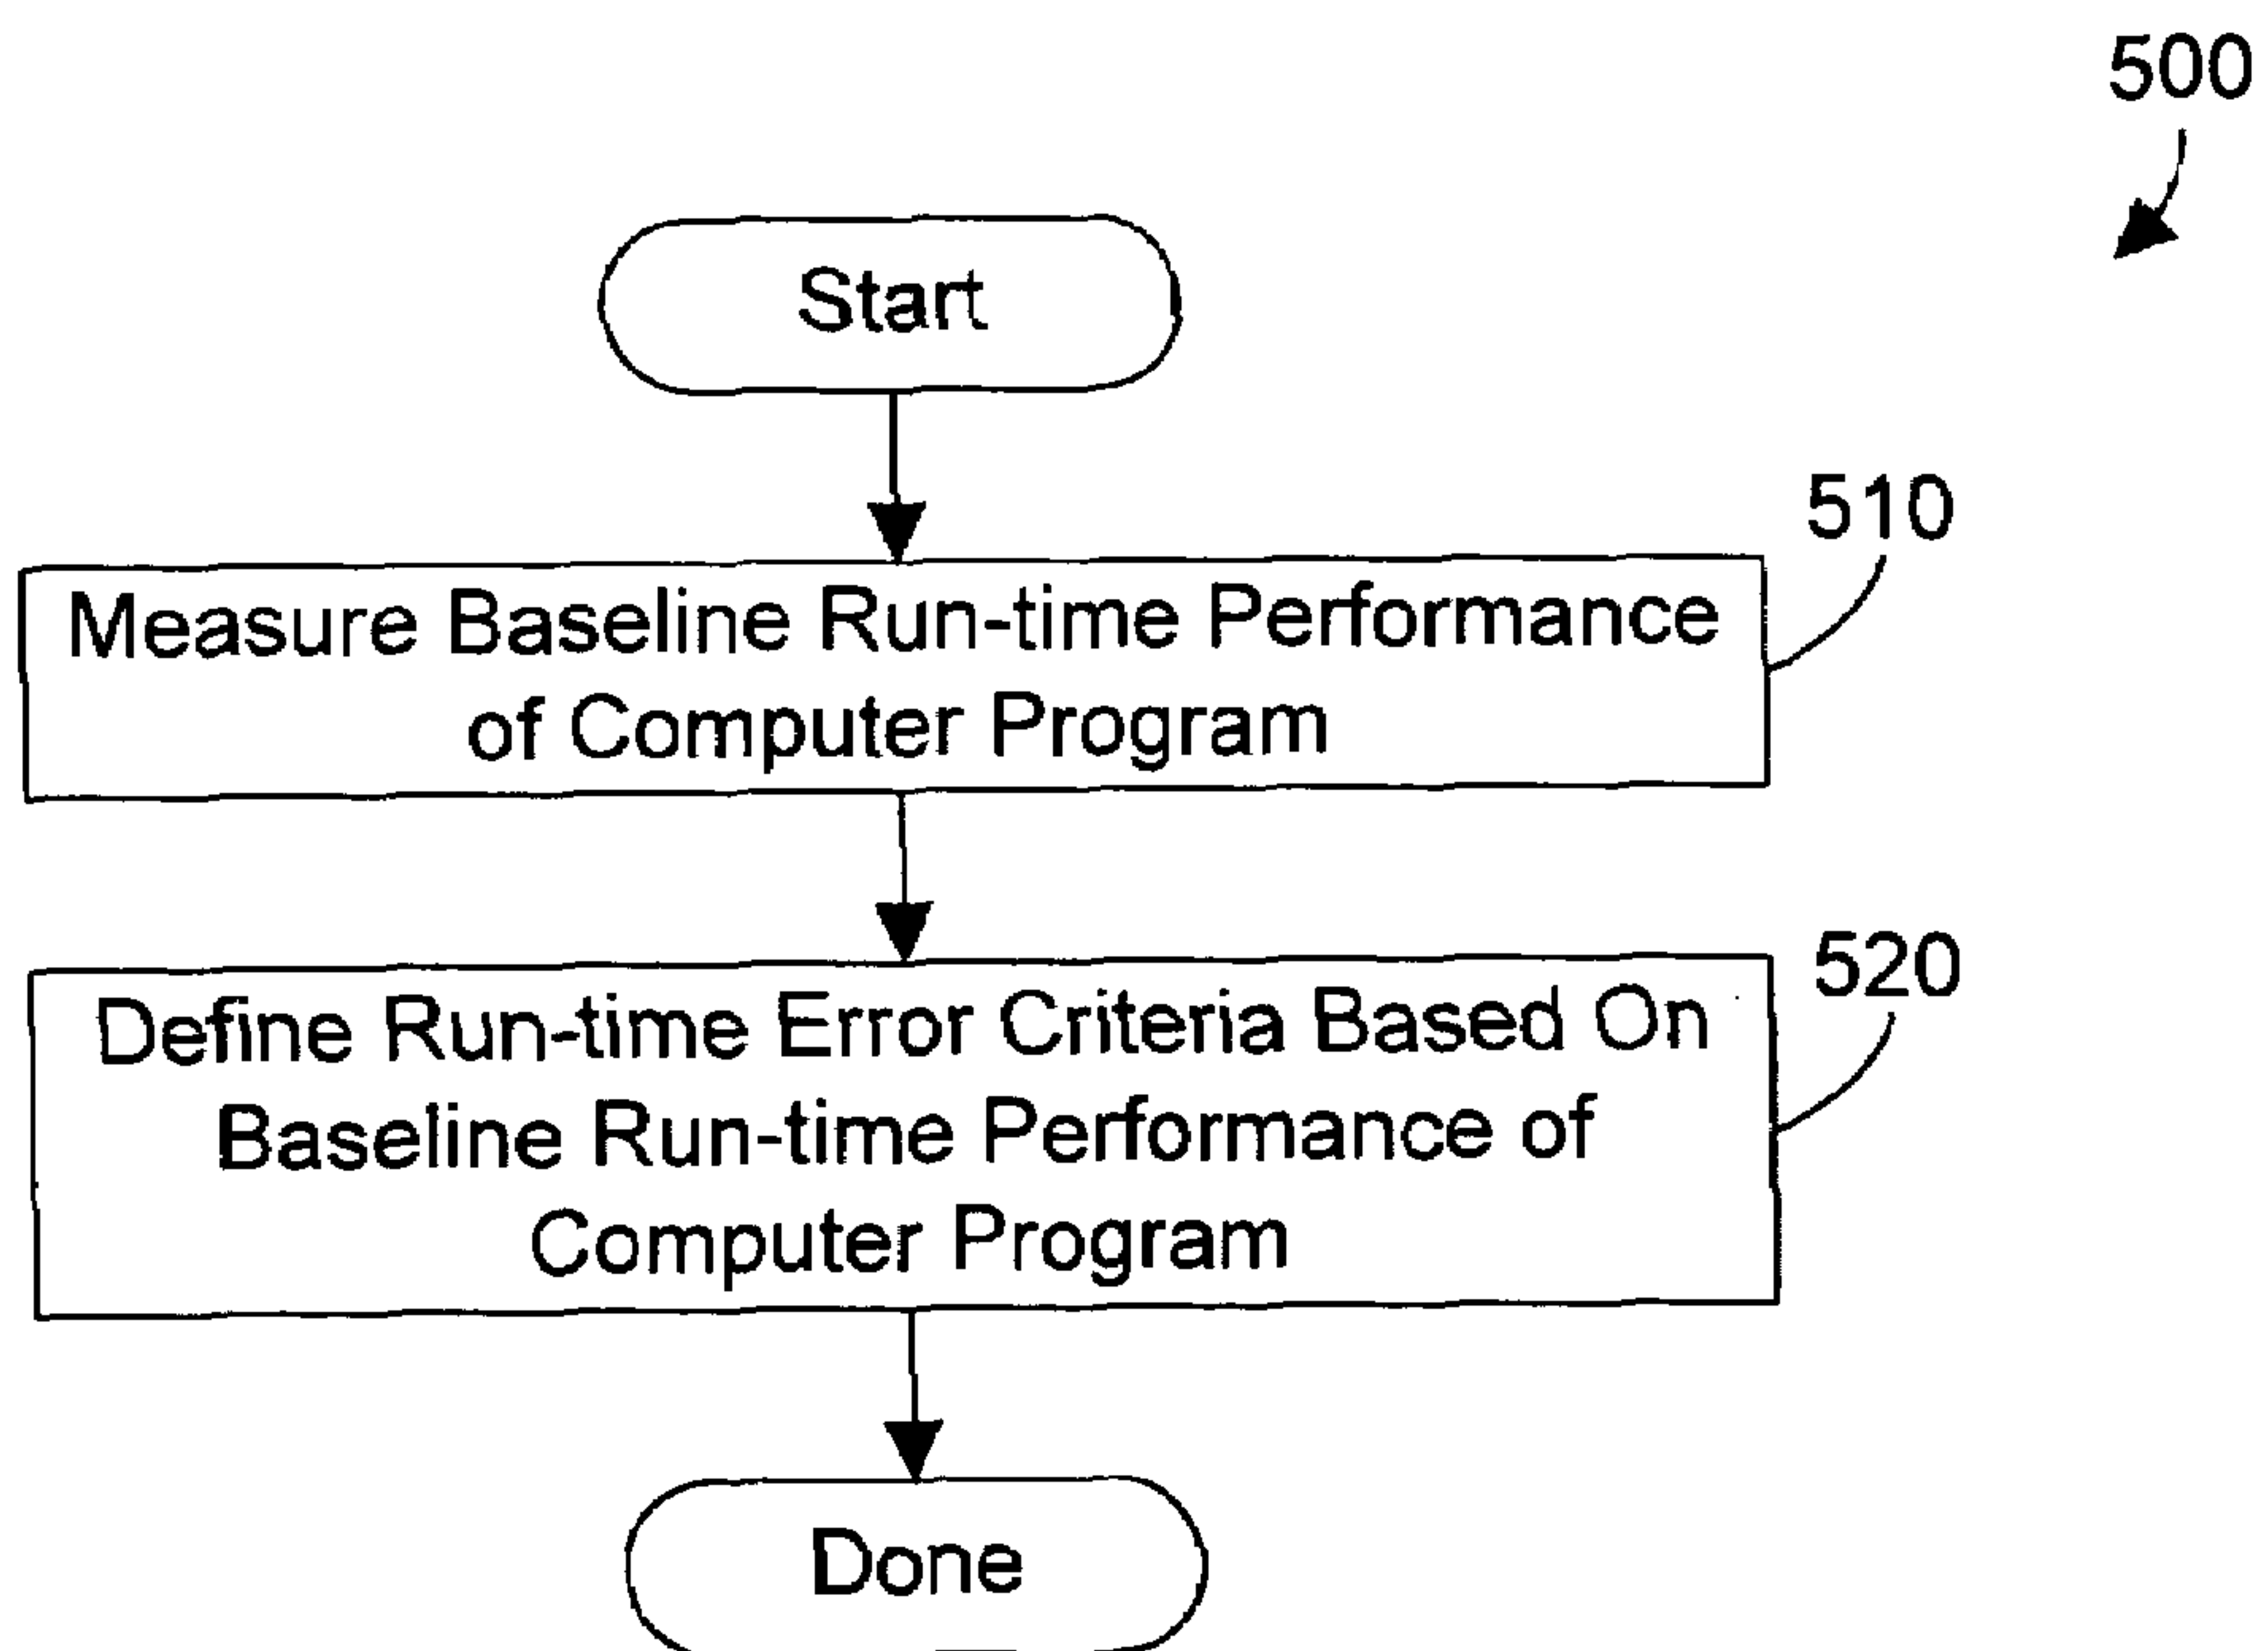 500
Start
510
Measure Baseline Run-time Performance
of Computer Program
520
Define Run-time Error Criteria Based On
Baseline Run-time Performance of
Computer Program
Done